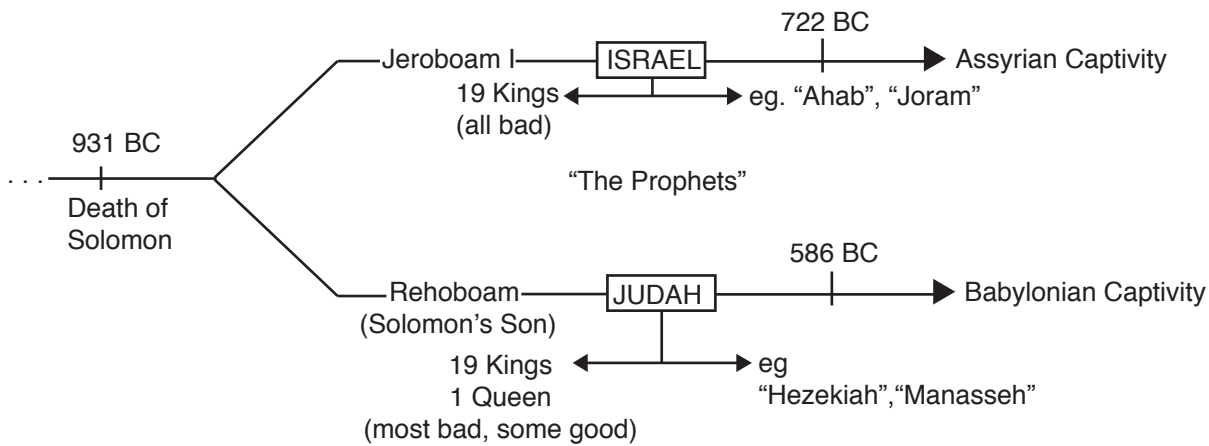 722 BC
Jeroboam I
ISRAEL
Assyrian Captivity
19 Kings
(all bad)
eg. “Ahab”, “Joram”
931 BC
. . .
Death of
Solomon
“The Prophets”
586 BC
Rehoboam
(Solomon’s Son)
JUDAH
Babylonian Captivity
19 Kings
1 Queen
(most bad, some good)
eg
“Hezekiah”,“Manasseh”